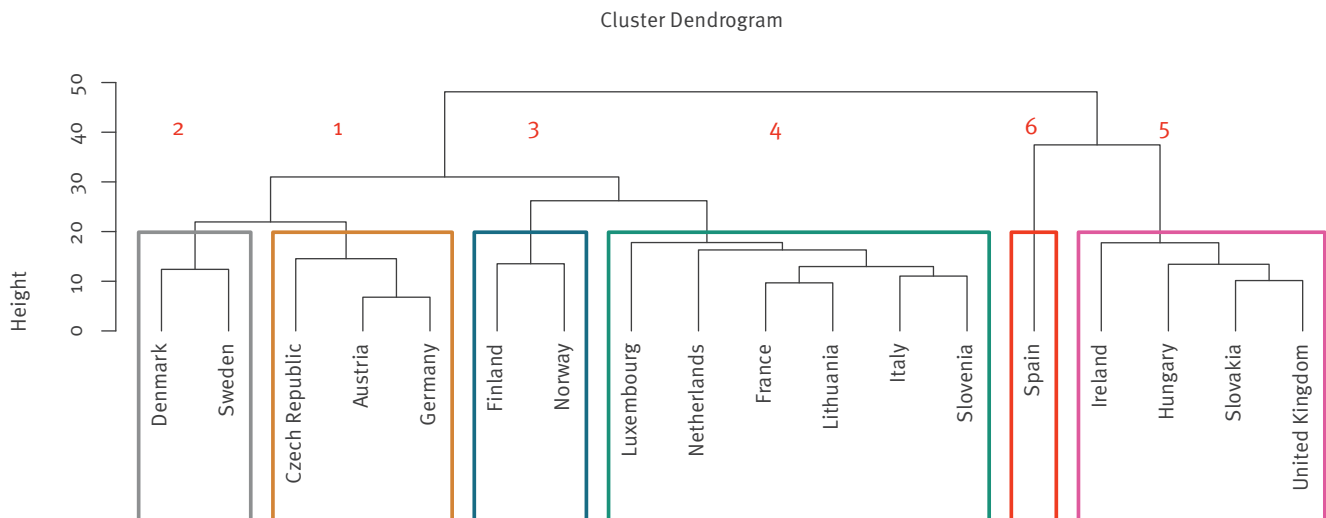 Cluster Dendrogram
50
40
30
20
10
0
Height
2
1
3
4
6
5
Denmark
Sweden
Czech Republic
Austria
Germany
Finland
Norway
Luxembourg
Netherlands
France
Lithuania
Italy
Slovenia
Spain
Ireland
Hungary
Slovakia
United Kingdom